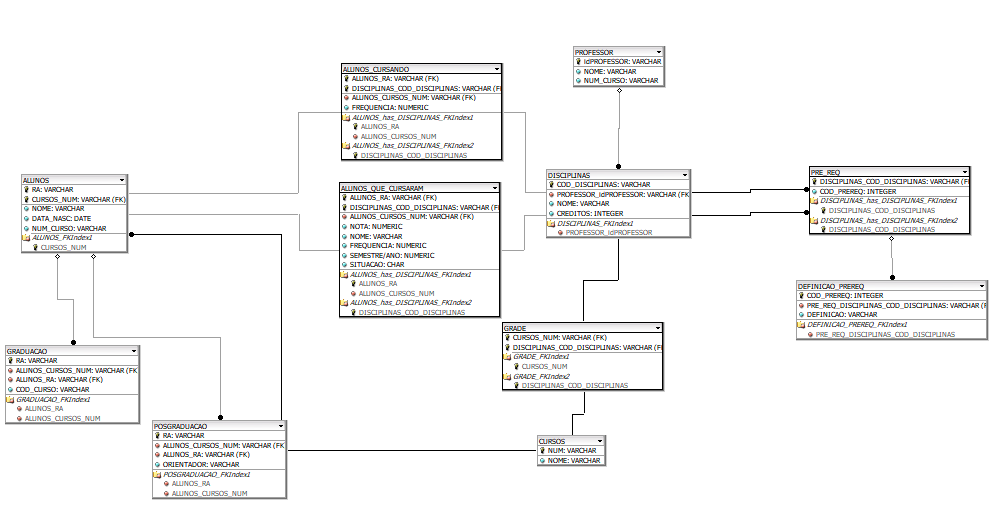 PROFESSOR
idPROFESSOR: VARCHAR
NOME: VARCHAR
NUM_CURSO: VARCHAR
ALUNOS_CURSANDO
ALUNOS_RA: VARCHAR (FK)
DISCIPLINAS_COD_DISCIPLINAS: VARCHAR (F
ALUNOS_CURSOS_NUM: VARCHAR (FK)
FREQUENCIA: NUMERIC
ALUNOS_has_DISCIPLINAS_FKIndex1
ALUNOS_RA
ALUNOS_CURSOS_NUM
ALUNOS_has_DISCIPLINAS_FKIndex2
DISCIPLINAS_COD_DISCIPLINAS
ALUNOS
RA: VARCHAR
CURSOS_NUM: VARCHAR (FK)
NOME: VARCHAR
DATA_NASC: DATE
NUM_CURSO: VARCHAR
ALUNOS_FKIndex1
CURSOS_NUM
ALUNOS_QUE_CURSARAM
ALUNOS_RA: VARCHAR (FK)
DISCIPLINAS_COD_DISCIPLINAS: VARCHAR (F
ALUNOS_CURSOS_NUM: VARCHAR (FK)
NOTA: NUMERIC
NOME: VARCHAR
FREQUENCIA: NUMERIC
SEMESTRE/ANO: NUMERIC
SITUACAO: CHAR
ALUNOS_has_DISCIPLINAS_FKIndex1
ALUNOS_RA
ALUNOS_CURSOS_NUM
ALUNOS_has_DISCIPLINAS_FKIndex2
DISCIPLINAS_COD_DISCIPLINAS
DISCIPLINAS
COD_DISCIPLINAS: VARCHAR
PROFESSOR_idPROFESSOR: VARCHAR (FK
NOME: VARCHAR
CREDITOS: INTEGER
DISCIPLINAS_FKIndex1
PROFESSOR_idPROFESSOR
PRE_REQ
DISCIPLINAS_COD_DISCIPLINAS: VARCHAR (F
COD_PREREQ: INTEGER
DISCIPLINAS_has_DISCIPLINAS_FKIndex1
DISCIPLINAS_COD_DISCIPLINAS
DISCIPLINAS_has_DISCIPLINAS_FKIndex2
DISCIPLINAS_COD_DISCIPLINAS
DEFINICAO_PREREQ
COD_PREREQ: INTEGER
PRE_REQ_DISCIPLINAS_COD_DISCIPLINAS: VARCHAR (F
DEFINICAO: VARCHAR
DEFINICAO_PREREQ_FKIndex1
PRE_REQ_DISCIPLINAS_COD_DISCIPLINAS
GRADE
CURSOS_NUM: VARCHAR (FK)
DISCIPLINAS_COD_DISCIPLINAS: VARCHAR (F
GRADE_FKIndex1
CURSOS_NUM
GRADE_FKIndex2
DISCIPLINAS_COD_DISCIPLINAS
GRADUACAO
RA: VARCHAR
ALUNOS_CURSOS_NUM: VARCHAR (FK
ALUNOS_RA: VARCHAR (FK)
COD_CURSO: VARCHAR
GRADUACAO_FKIndex1
ALUNOS_RA
ALUNOS_CURSOS_NUM
POSGRADUACAO
RA: VARCHAR
ALUNOS_CURSOS_NUM: VARCHAR (FK
ALUNOS_RA: VARCHAR (FK)
ORIENTADOR: VARCHAR
POSGRADUACAO_FKIndex1
ALUNOS_RA
ALUNOS_CURSOS_NUM
CURSOS
NUM: VARCHAR
NOME: VARCHAR